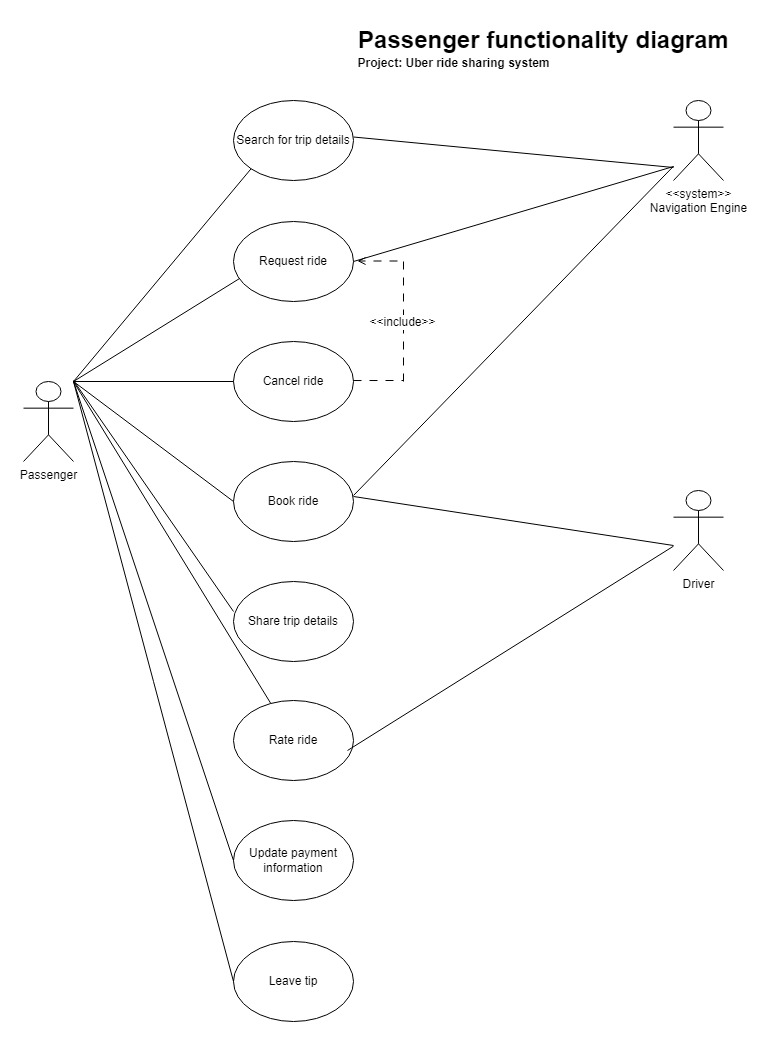 Passenger functionality diagram
Project: Uber ride sharing system
Search for trip details
<<system>>
Navigation Engine
Request ride
<<include>>
Cancel ride
Passenger
Book ride
Driver
Share trip details
Rate ride
Update payment
information
Leave tip